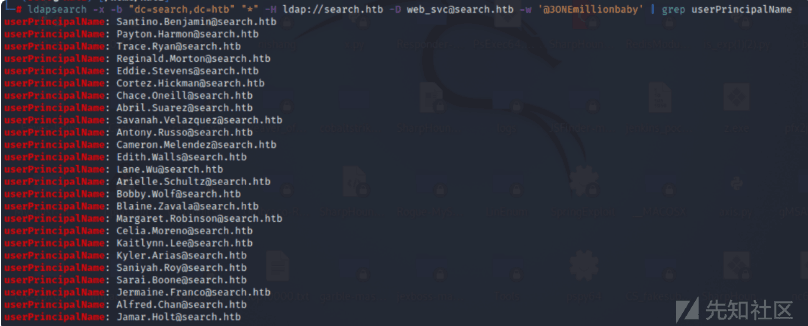 # ldapsearch -x -b "dc=search,dc=htb" "*" -H ldap://search.htb -D web_svc@search.htb -w '@3ONEmillionbaby' | grep userPrincipalName
userPrincipalName: Santino.Benjamin@search.htb
userPrincipalName: Payton.Harmon@search.htb
userPrincipalName: Trace.Ryan@search.htb
userPrincipalName: Reginald.Morton@search.htb
userPrincipalName: Eddie.Stevens@search.htb
userPrincipalName: Cortez.Hickman@search.htb
userPrincipalName: Chace.Oneill@search.htb
userPrincipalName: Abril.Suarez@search.htb
userPrincipalName: Savanah.Velazquez@search.htb
userPrincipalName: Antony.Russo@search.htb
userPrincipalName: Cameron.Melendez@search.htb
userPrincipalName: Edith.Walls@search.htb
userPrincipalName: Lane.Wu@search.htb
userPrincipalName: Arielle.Schultz@search.htb
userPrincipalName: Bobby.Wolf@search.htb
userPrincipalName: Blaine.Zavala@search.htb
userPrincipalName: Margaret.Robinson@search.htb
userPrincipalName: Celia.Moreno@search.htb
userPrincipalName: Kaitlynn.Lee@search.htb
userPrincipalName: Kyler.Arias@search.htb
userPrincipalName: Saniyah.Roy@search.htb
userPrincipalName: Sarai.Boone@search.htb
userPrincipalName: Jermaine.Franco@search.htb
userPrincipalName: Alfred.Chan@search.htb
userPrincipalName: Jamar.Holt@search.htb
先知社区